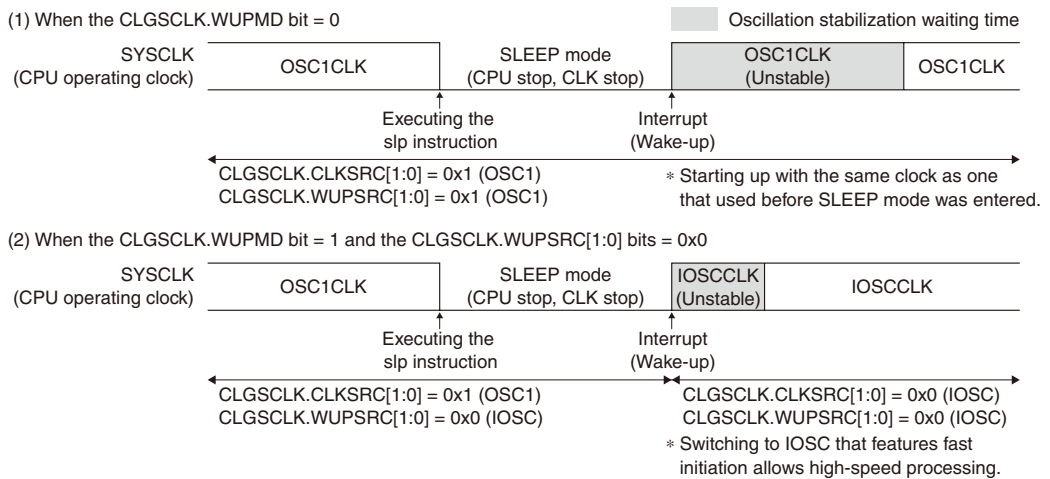 (1) When the CLGSCLK.WUPMD bit = 0
Oscillation stabilization waiting time
SYSCLK
(CPU operating clock)
OSC1CLK
SLEEP mode
(CPU stop, CLK stop)
OSC1CLK
(Unstable)
OSC1CLK
Executing the
slp instruction
Interrupt
(Wake-up)
CLGSCLK.CLKSRC[1:0] = 0x1 (OSC1)
CLGSCLK.WUPSRC[1:0] = 0x1 (OSC1)
* Starting up with the same clock as one
that used before SLEEP mode was entered.
(2) When the CLGSCLK.WUPMD bit = 1 and the CLGSCLK.WUPSRC[1:0] bits = 0x0
SYSCLK
(CPU operating clock)
OSC1CLK
SLEEP mode
(CPU stop, CLK stop)
IOSCCLK
(Unstable)
IOSCCLK
Executing the
slp instruction
Interrupt
(Wake-up)
CLGSCLK.CLKSRC[1:0] = 0x1 (OSC1)
CLGSCLK.WUPSRC[1:0] = 0x0 (IOSC)
CLGSCLK.CLKSRC[1:0] = 0x0 (IOSC)
CLGSCLK.WUPSRC[1:0] = 0x0 (IOSC)
* Switching to IOSC that features fast
initiation allows high-speed processing.